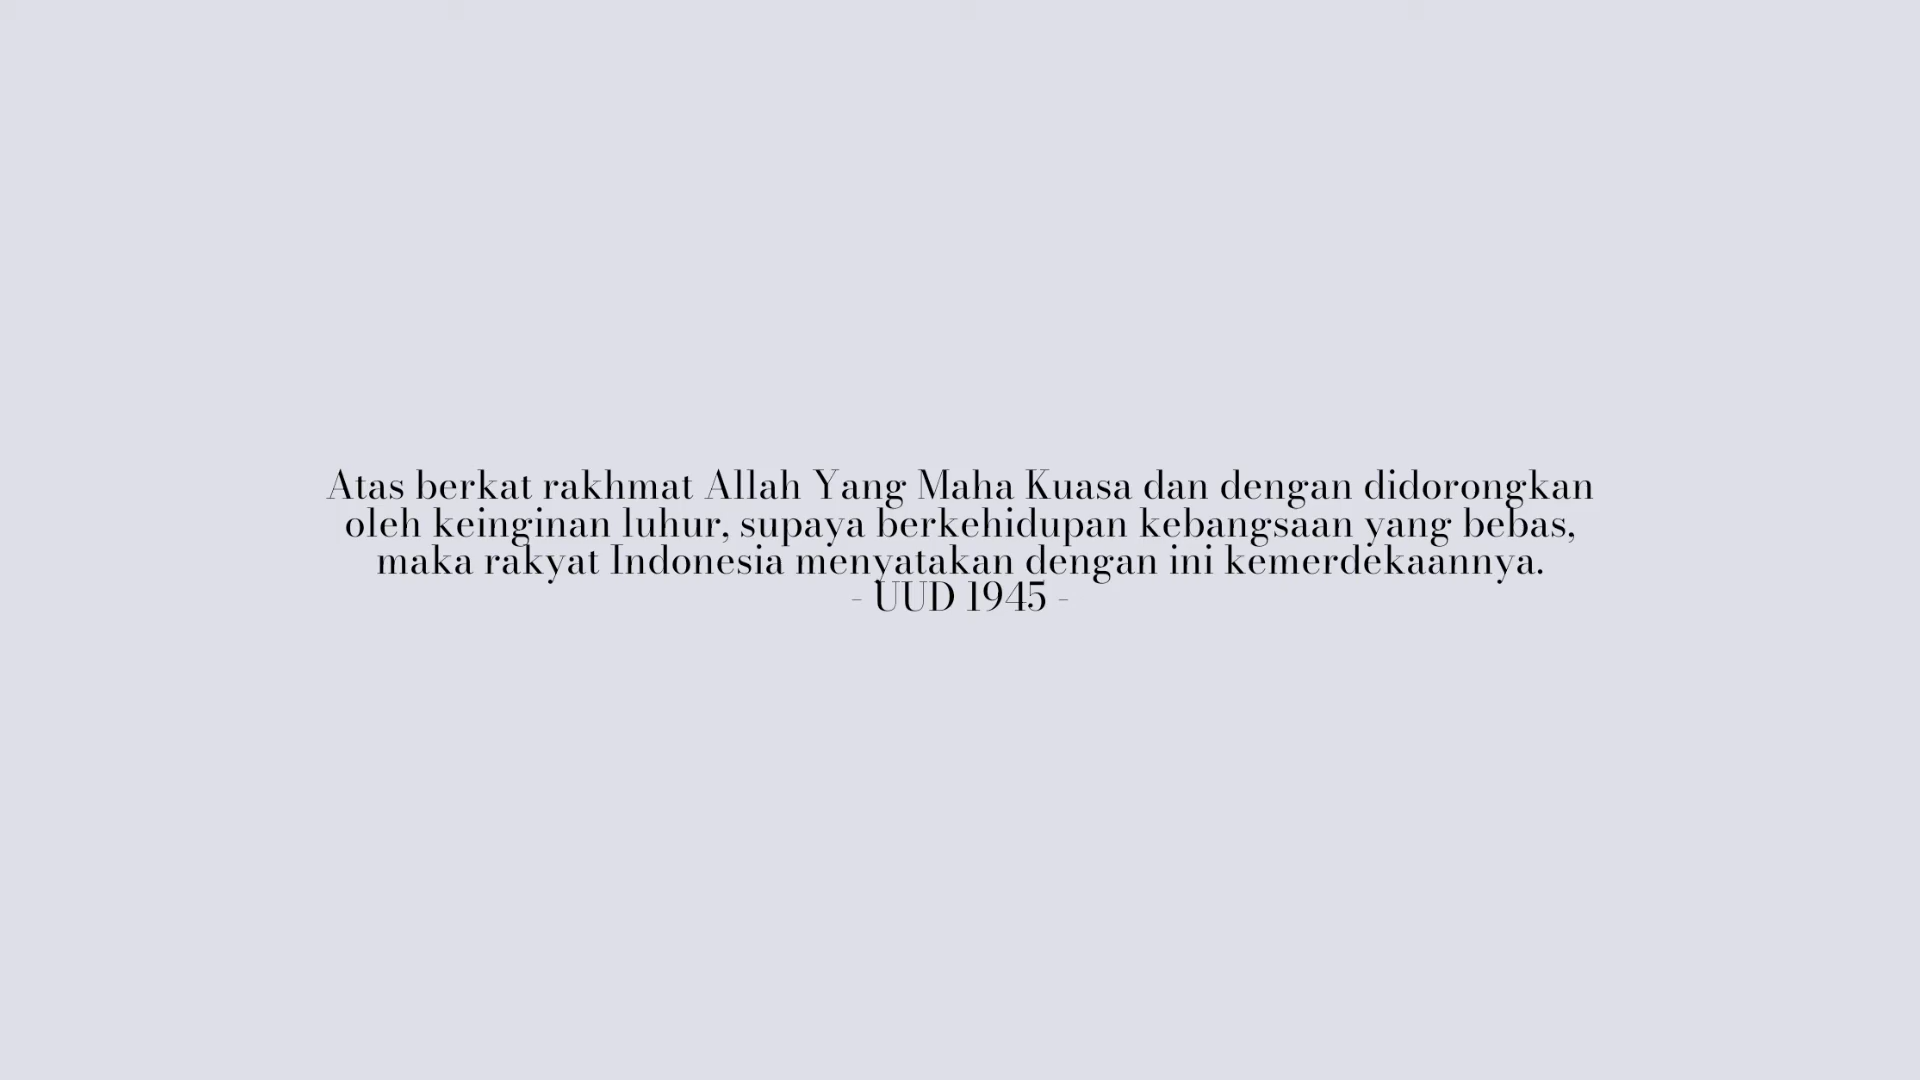 Atas berkat rakhmat Allah Yang Maha Kuasa dan dengan didorongkan
oleh keinginan luhur, supaya berkehidupan kebangsaan yang bebas,
maka rakyat Indonesia menyatakan dengan ini kemerdekaannya.
- UUD 1945 -